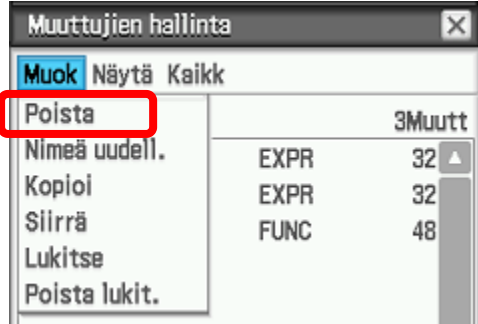 Muuttujien hallinta
Muok Näytä Kaikk
Poista
3Muutt
Nimeä uudell.
EXPR 32
Kopioi
EXPR 32
Siirrä
FUNC 48
Lukitse
Poista lukit.